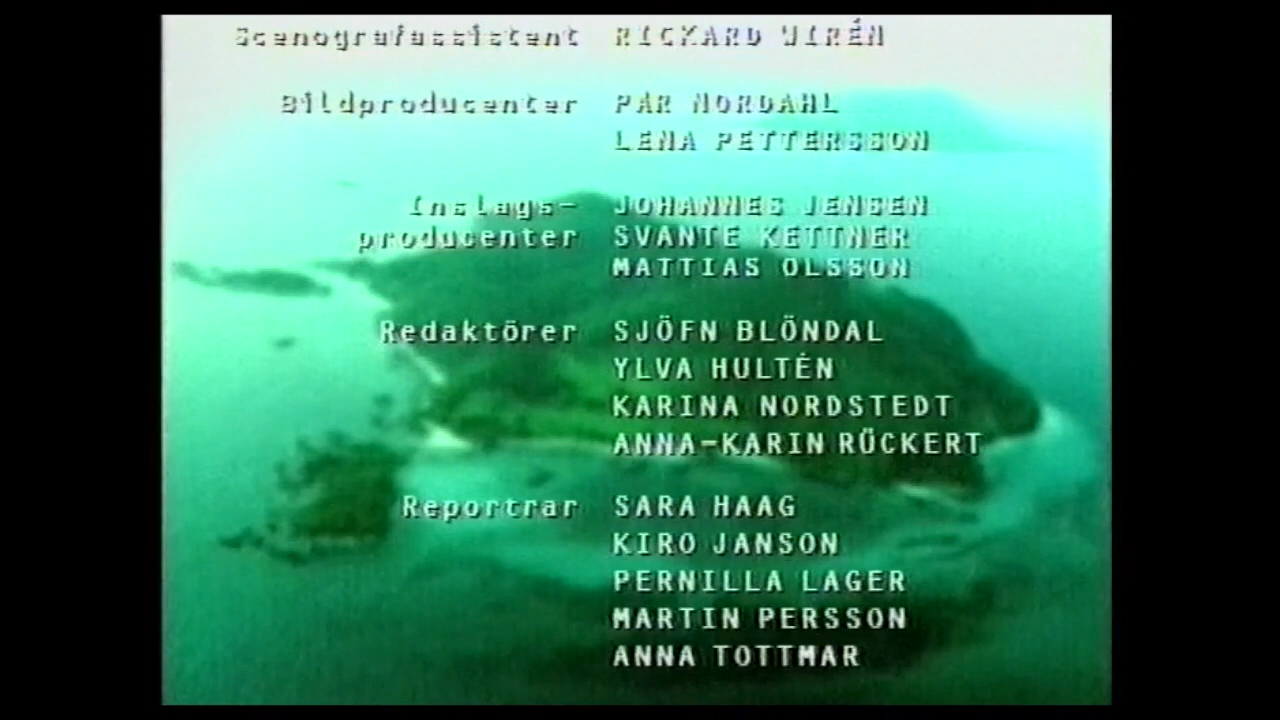 Scenografassistent RICKARD WIRÉN
Bildproducenter PÄR NORDAHL
LENA PETTERSSON
Inslags- JOHANNES JENSEN
producenter SVANTE KETTNER
MATTIAS OLSSON
Redaktörer SJÖFN BLÖNDAL
YLVA HULTÉN
KARINA NORDSTEDT
ANNA-KARIN RÜCKERT
Reportrar SARA HAAG
KIRO JANSON
PERNILLA LAGER
MARTIN PERSSON
ANNA TOTTMAR